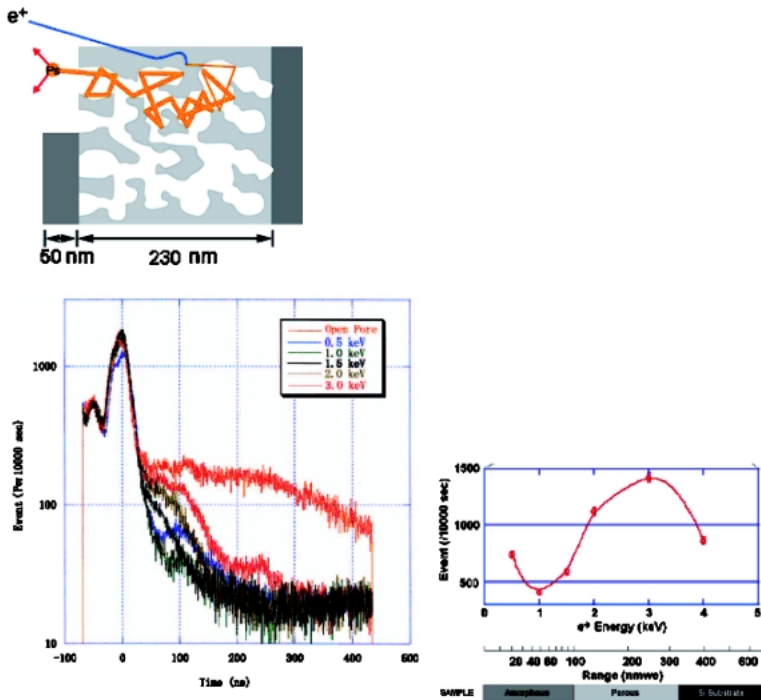 e⁺
Ps
50 nm
230 nm
Event (Per 10000 sec)
1000
100
10
Open Pore
0.5 keV
1.0 keV
1.5 keV
2.0 keV
3.0 keV
-100 0 100 200 300 400 500 600
Time (ns)
Event (/10000 sec)
1500
1000
500
0 1 2 3 4 5
e⁺ Energy (keV)
20 40 60 100 200 300 400 600
Range (nmwe)
SAMPLE Amorphous Porous Si Substrate